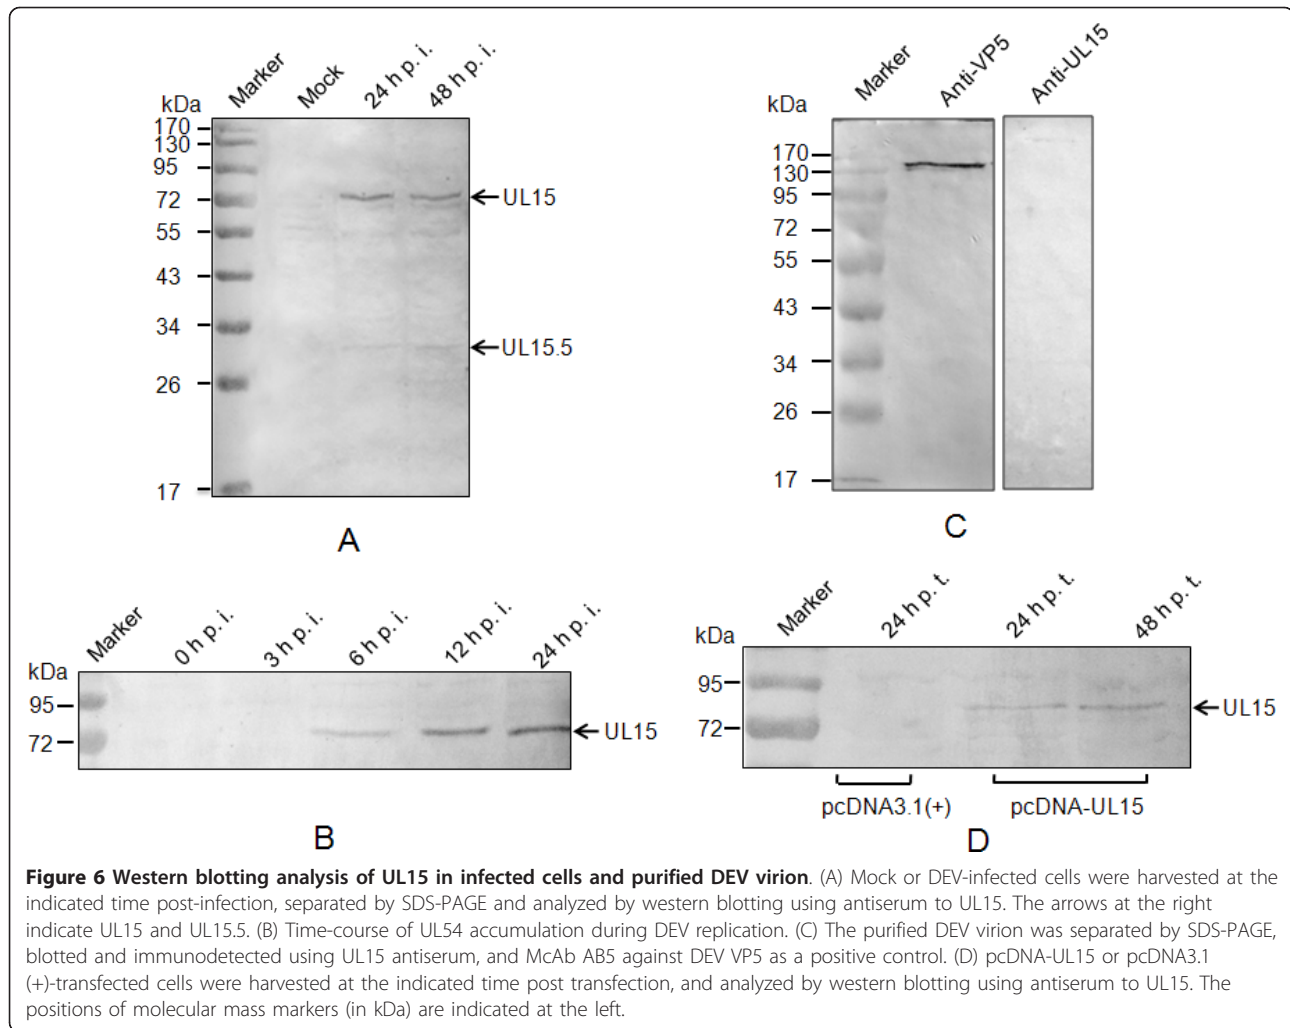 Marker
Mock
24 h p. i.
48 h p. i.
kDa
170
130
95
72
55
43
34
26
17
UL15
UL15.5
A
Marker
Anti-VP5
Anti-UL15
kDa
170
130
95
72
55
43
34
26
17
C
Marker
0 h p. i.
3 h p. i.
6 h p. i.
12 h p. i.
24 h p. i.
kDa
95
72
UL15
B
Marker
24 h p. t.
24 h p. t.
48 h p. t.
kDa
95
72
UL15
pcDNA3.1(+)
pcDNA-UL15
D
Figure 6 Western blotting analysis of UL15 in infected cells and purified DEV virion. (A) Mock or DEV-infected cells were harvested at the
indicated time post-infection, separated by SDS-PAGE and analyzed by western blotting using antiserum to UL15. The arrows at the right
indicate UL15 and UL15.5. (B) Time-course of UL54 accumulation during DEV replication. (C) The purified DEV virion was separated by SDS-PAGE,
blotted and immunodetected using UL15 antiserum, and McAb AB5 against DEV VP5 as a positive control. (D) pcDNA-UL15 or pcDNA3.1
(+)-transfected cells were harvested at the indicated time post transfection, and analyzed by western blotting using antiserum to UL15. The
positions of molecular mass markers (in kDa) are indicated at the left.